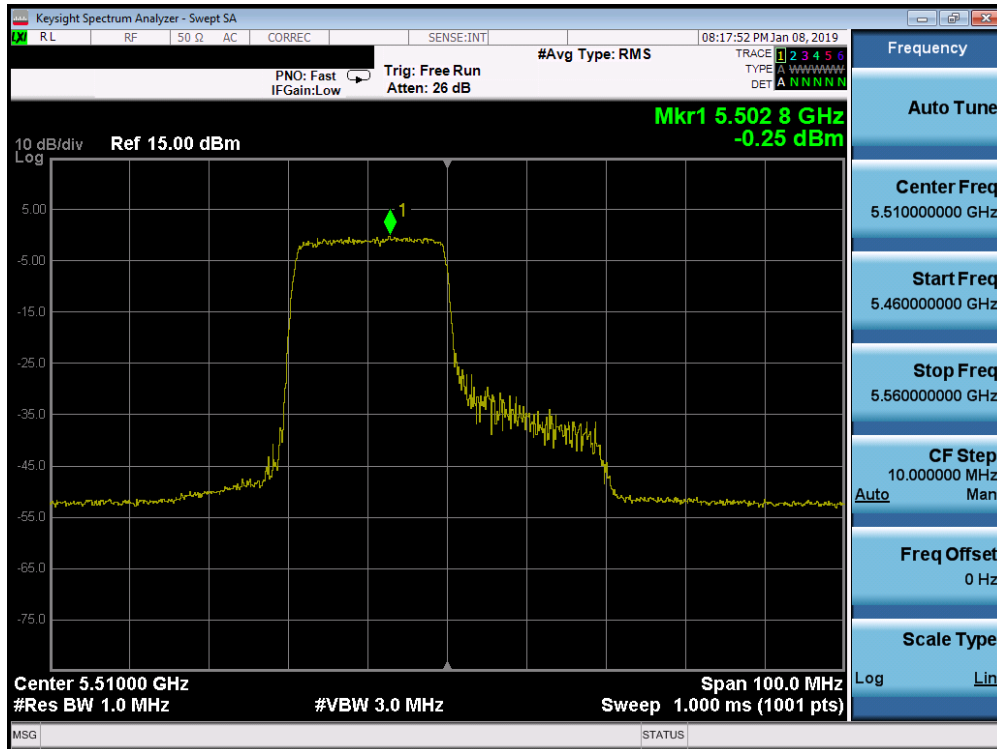 Keysight Spectrum Analyzer - Swept SA
LXI RL RF 50 Ω AC CORREC SENSE:INT 08:17:52 PM Jan 08, 2019
PNO: Fast
IFGain:Low
Trig: Free Run
Atten: 26 dB
#Avg Type: RMS
TRACE 1 2 3 4 5 6
TYPE A WWWWW
DET A N N N N N
Mkr1 5.502 8 GHz
-0.25 dBm
10 dB/div
Log
Ref 15.00 dBm
1
5.00
-5.00
-15.0
-25.0
-35.0
-45.0
-55.0
-65.0
-75.0
Center 5.51000 GHz
#Res BW 1.0 MHz
#VBW 3.0 MHz
Span 100.0 MHz
Sweep 1.000 ms (1001 pts)
MSG
STATUS
Frequency
Auto Tune
Center Freq
5.510000000 GHz
Start Freq
5.460000000 GHz
Stop Freq
5.560000000 GHz
CF Step
10.000000 MHz
Auto Man
Freq Offset
0 Hz
Scale Type
Log Lin